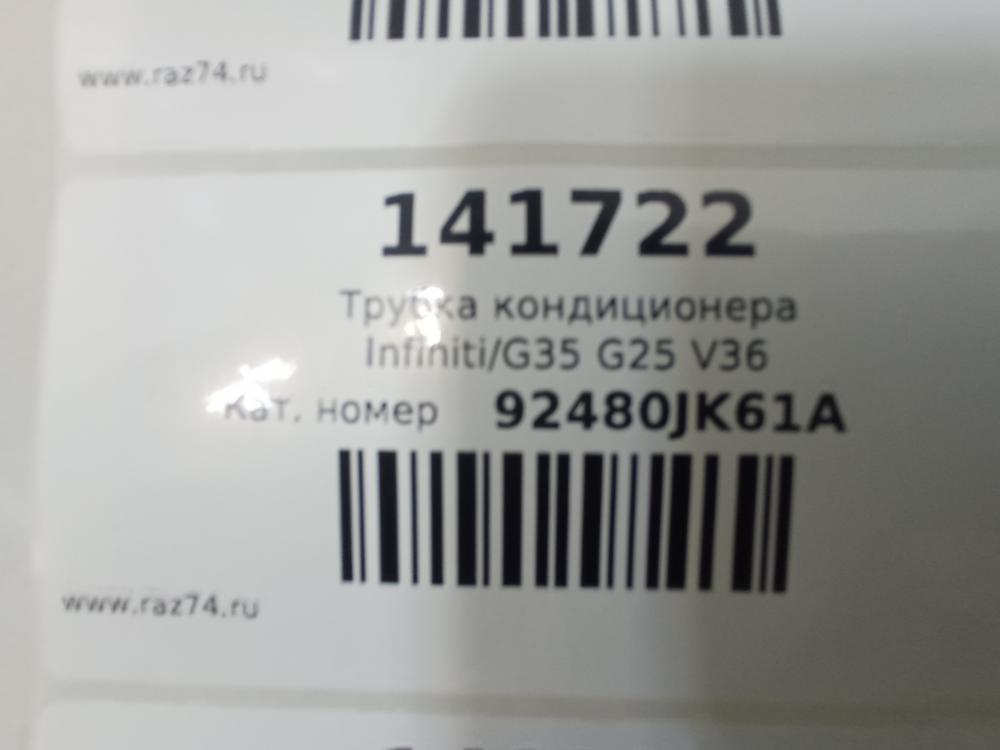 www.raz74.ru
141722
Трубка кондиционера
Infiniti/G35 G25 V36
Кат. номер 92480JK61A
www.raz74.ru